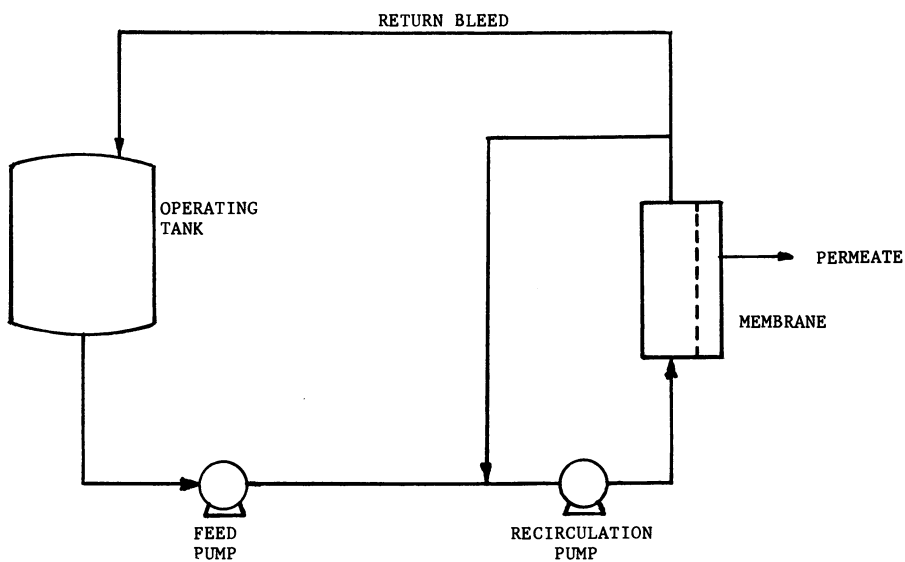 RETURN BLEED
OPERATING
TANK
PERMEATE
MEMBRANE
FEED
PUMP
RECIRCULATION
PUMP